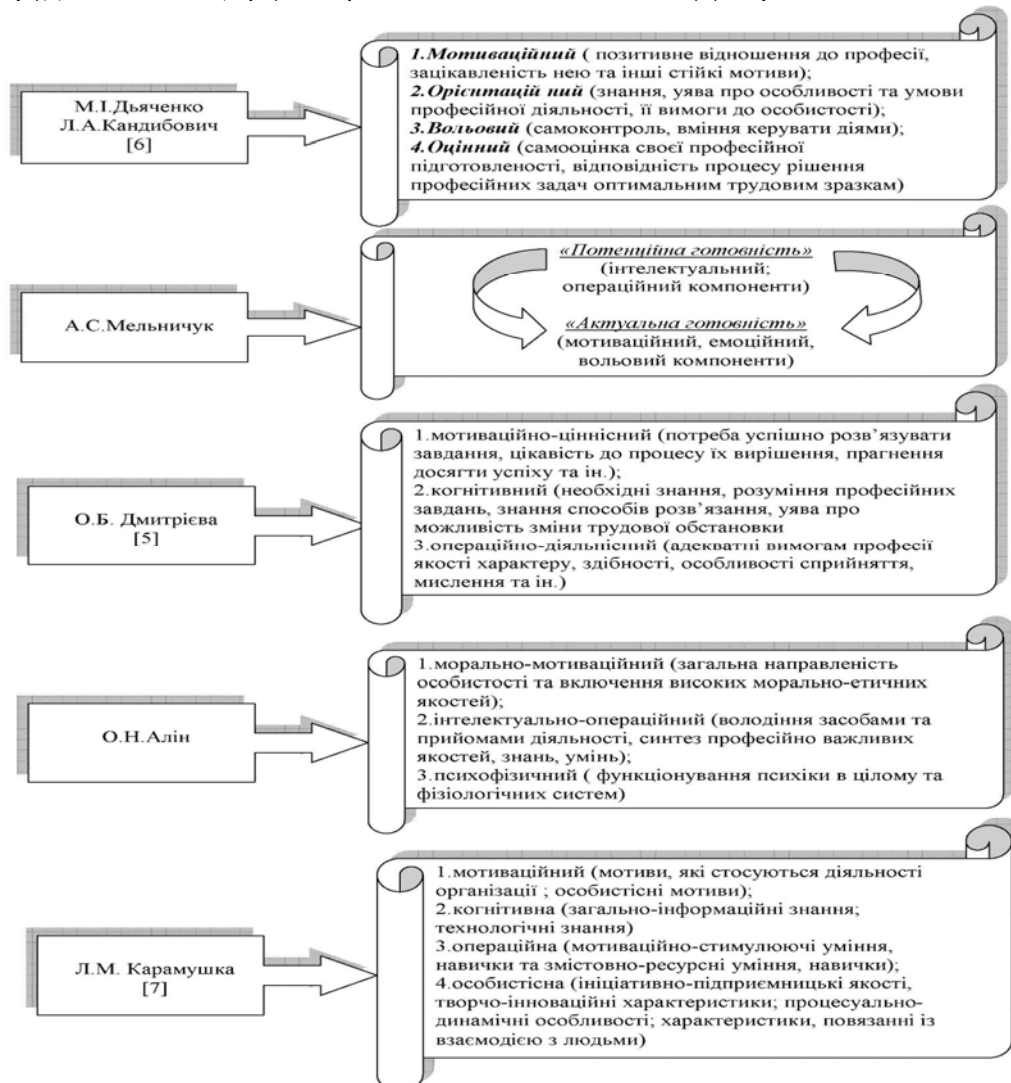 М.І.Дьяченко
Л.А.Кандибович
[6]
1.Мотиваційний ( позитивне відношення до професії,
зацікавленість нею та інші стійкі мотиви);
2.Орієнтацій ний (знання, уява про особливості та умови
професійної діяльності, її вимоги до особистості);
3.Вольовий (самоконтроль, вміння керувати діями);
4.Оцінний (самооцінка своєї професійної
підготовленості, відповідність процесу рішення
професійних задач оптимальним трудовим зразкам)
А.С.Мельничук
«Потенційна готовність»
(інтелектуальний;
операційний компоненти)
«Актуальна готовність»
(мотиваційний, емоційний,
вольовий компоненти)
О.Б. Дмитрієва
[5]
1.мотиваційно-ціннісний (потреба успішно розв’язувати
завдання, цікавість до процесу їх вирішення, прагнення
досягти успіху та ін.);
2.когнітивний (необхідні знання, розуміння професійних
завдань, знання способів розв’язання, уява про
можливість зміни трудової обстановки
3.операційно-діяльнісний (адекватні вимогам професії
якості характеру, здібності, особливості сприйняття,
мислення та ін.)
О.Н.Алін
1.морально-мотиваційний (загальна направленість
особистості та включення високих морально-етичних
якостей);
2.інтелектуально-операційний (володіння засобами та
прийомами діяльності, синтез професійно важливих
якостей, знань, умінь);
3.психофізичний ( функціонування психіки в цілому та
фізіологічних систем)
Л.М. Карамушка
[7]
1.мотиваційний (мотиви, які стосуються діяльності
організації ; особистісні мотиви);
2.когнітивна (загально-інформаційні знання;
технологічні знання)
3.операційна (мотиваційно-стимулюючі уміння,
навички та змістовно-ресурсні уміння, навички);
4.особистісна (ініціативно-підприємницькі якості,
творчо-інноваційні характеристики; процесуально-
динамічні особливості; характеристики, повязанні із
взаємодією з людьми)